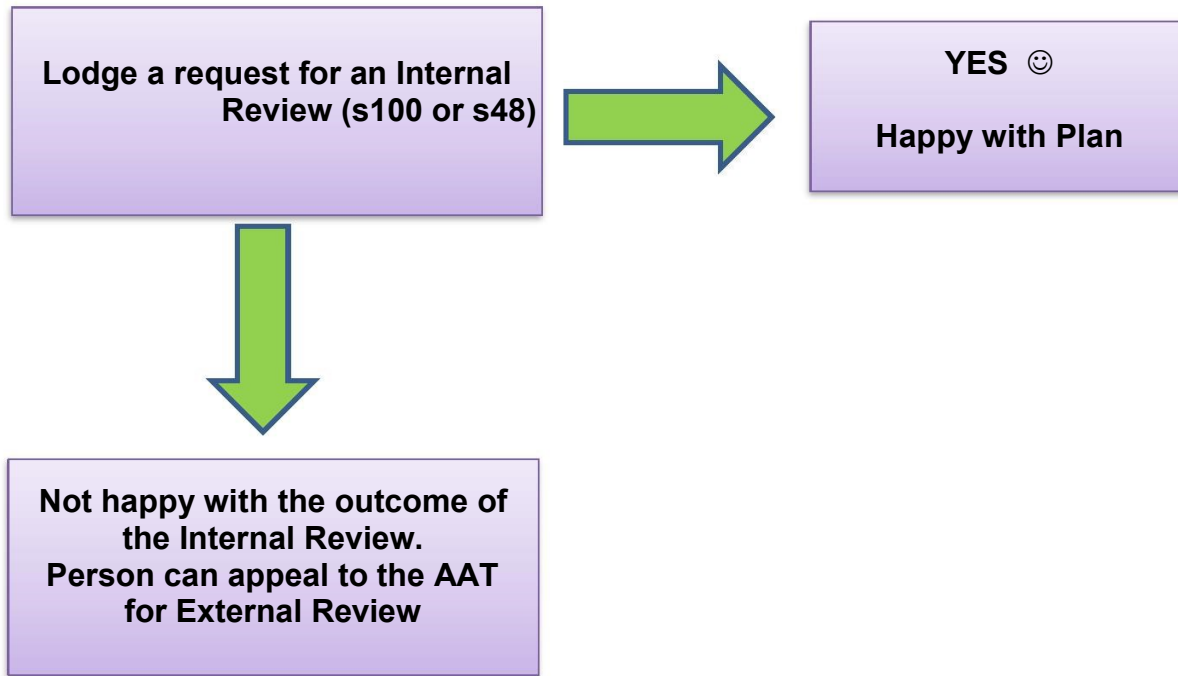 Lodge a request for an Internal
Review (s100 or s48)
YES ☺
Happy with Plan
Not happy with the outcome of
the Internal Review.
Person can appeal to the AAT
for External Review